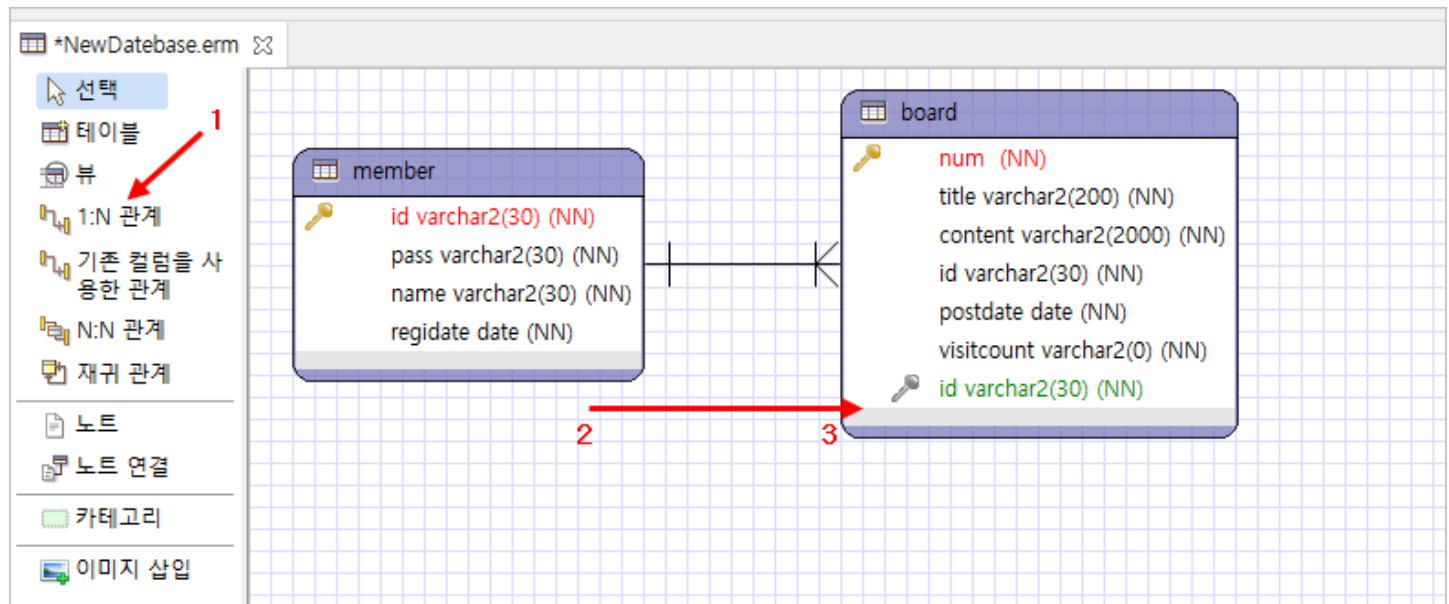 *NewDatebase.erm
선택
1
테이블
뷰
1:N 관계
기존 컬럼을 사
용한 관계
N:N 관계
재귀 관계
노트
노트 연결
카테고리
이미지 삽입
member
id varchar2(30) (NN)
pass varchar2(30) (NN)
name varchar2(30) (NN)
regidate date (NN)
2
3
board
num (NN)
title varchar2(200) (NN)
content varchar2(2000) (NN)
id varchar2(30) (NN)
postdate date (NN)
visitcount varchar2(0) (NN)
id varchar2(30) (NN)